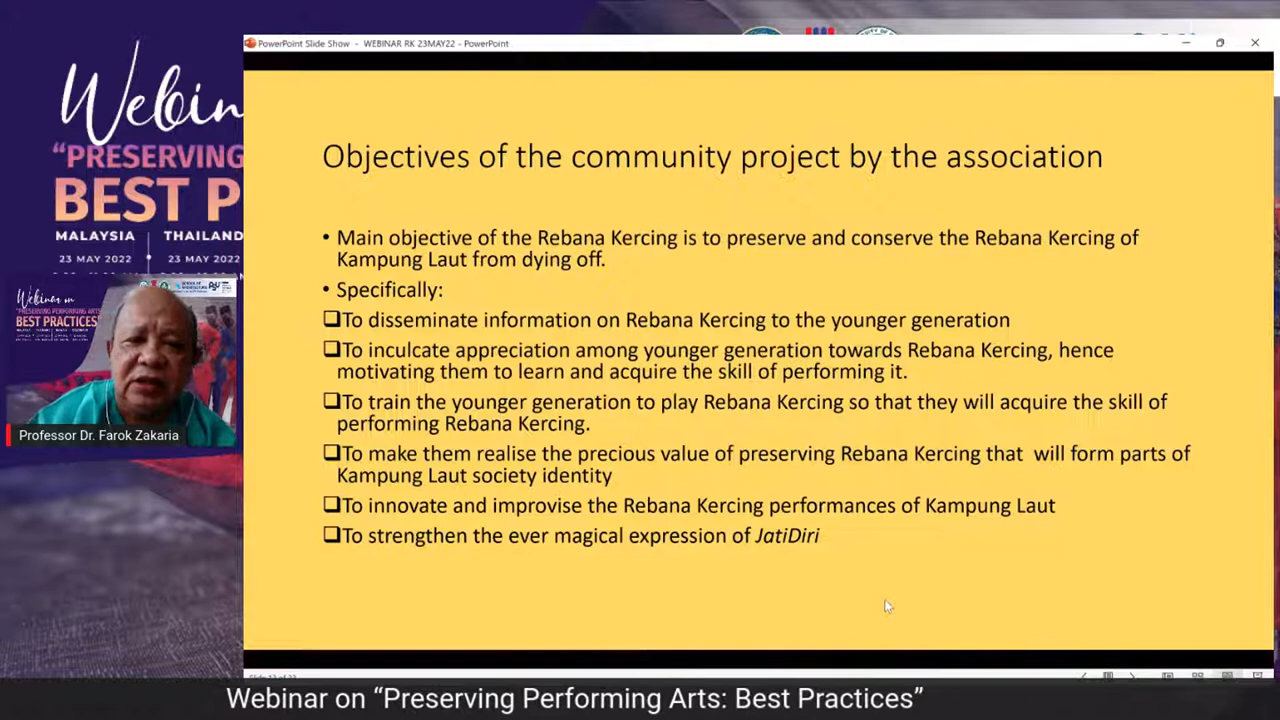 PowerPoint Slide Show - WEBINAR RK 23MAY22 - PowerPoint
Webin
"PRESERVING
BEST P
MALAYSIA THAILAND
23 MAY 2022 23 MAY 2022
Objectives of the community project by the association
• Main objective of the Rebana Kercing is to preserve and conserve the Rebana Kercing of
Kampung Laut from dying off.
• Specifically:
❑To disseminate information on Rebana Kercing to the younger generation
❑To inculcate appreciation among younger generation towards Rebana Kercing, hence
motivating them to learn and acquire the skill of performing it.
❑To train the younger generation to play Rebana Kercing so that they will acquire the skill of
performing Rebana Kercing.
❑To make them realise the precious value of preserving Rebana Kercing that will form parts of
Kampung Laut society identity
❑To innovate and improvise the Rebana Kercing performances of Kampung Laut
❑To strengthen the ever magical expression of JatiDiri
Webinar on
"PRESERVING PERFORMING ARTS:
BEST PRACTICES"
Professor Dr. Farok Zakaria
Webinar on “Preserving Performing Arts: Best Practices”